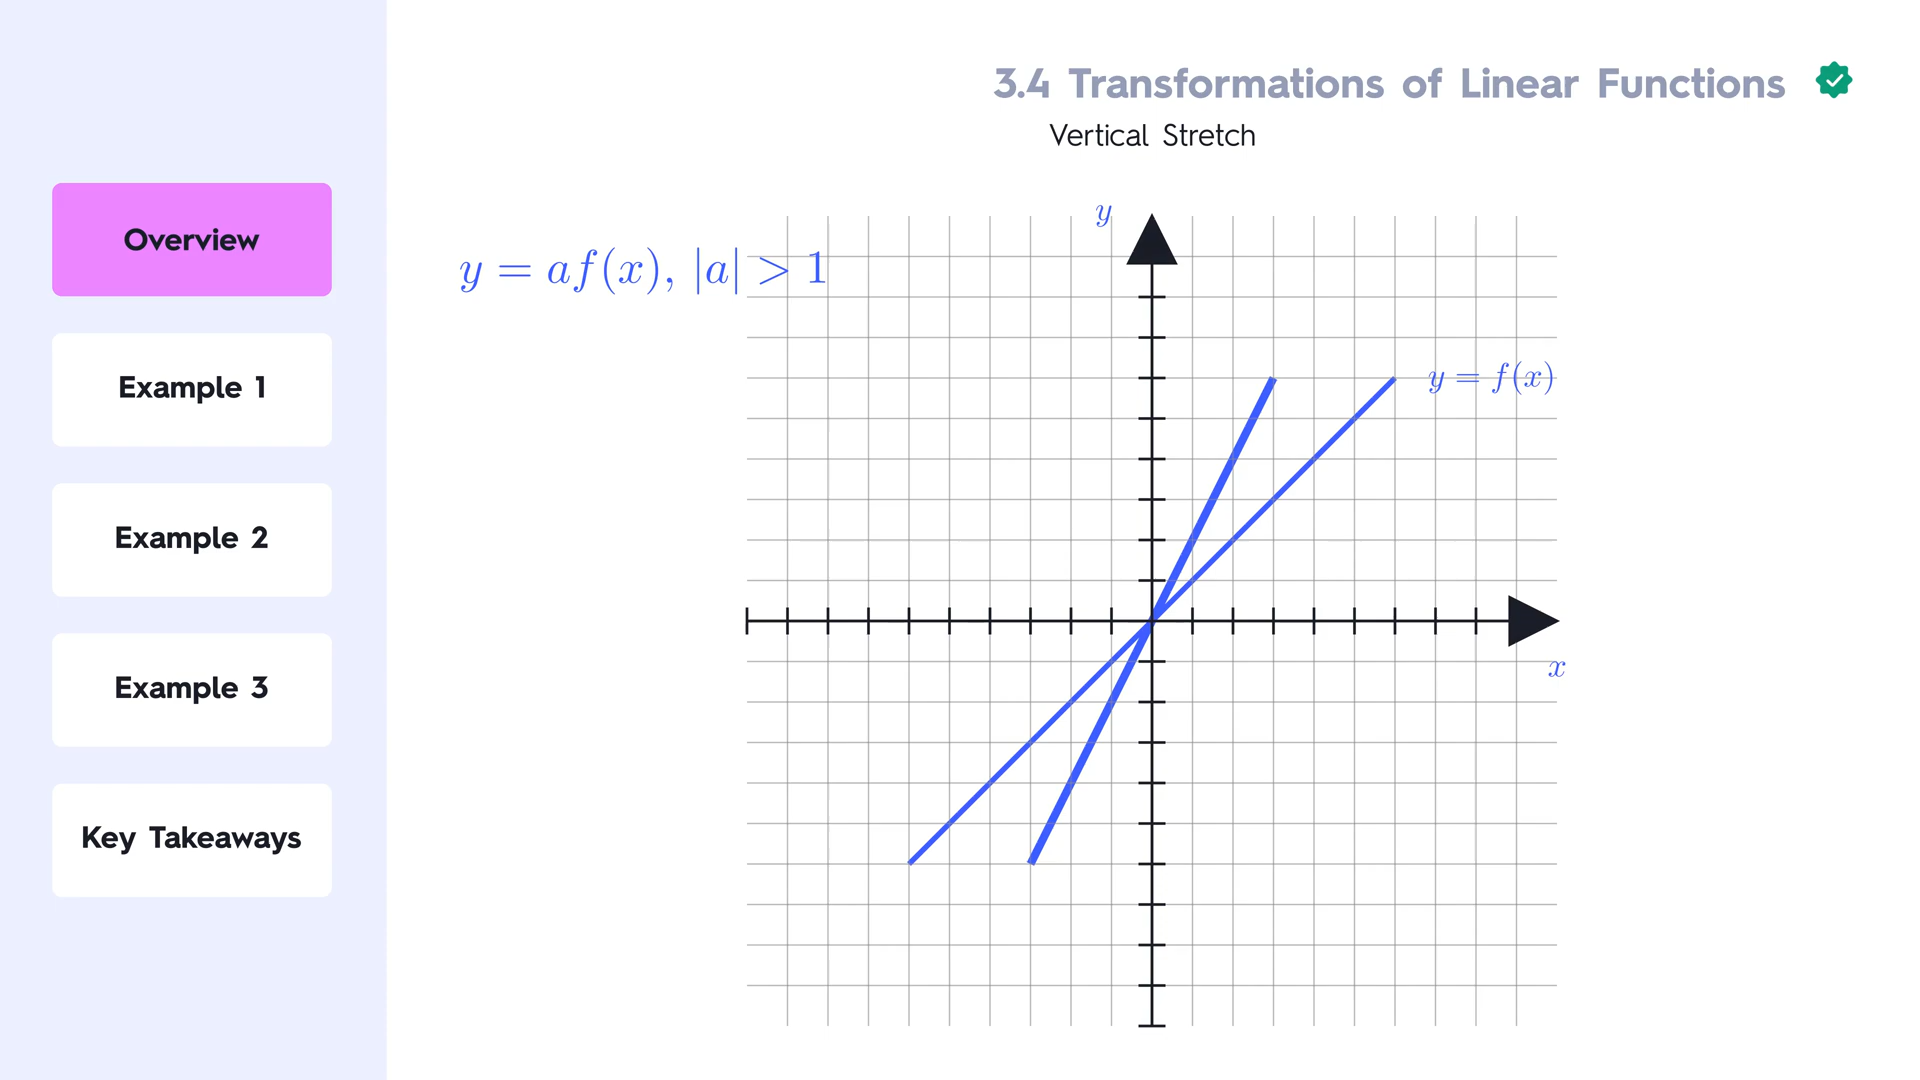 3.4 Transformations of Linear Functions
Vertical Stretch
Overview
Example 1
Example 2
Example 3
Key Takeaways
y = af(x), |a| > 1
y
y = f(x)
x